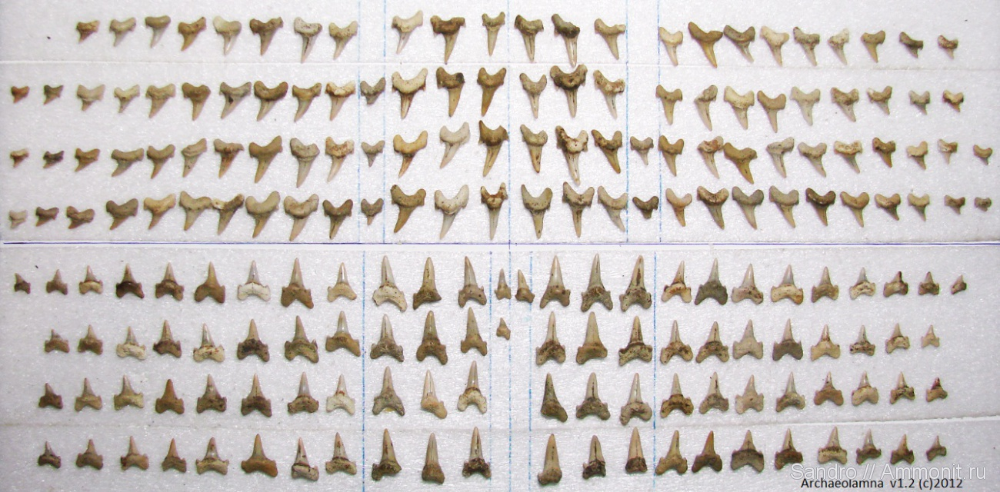 Sandro // Ammonit.ru
Archaeolamna v1.2 (c)2012